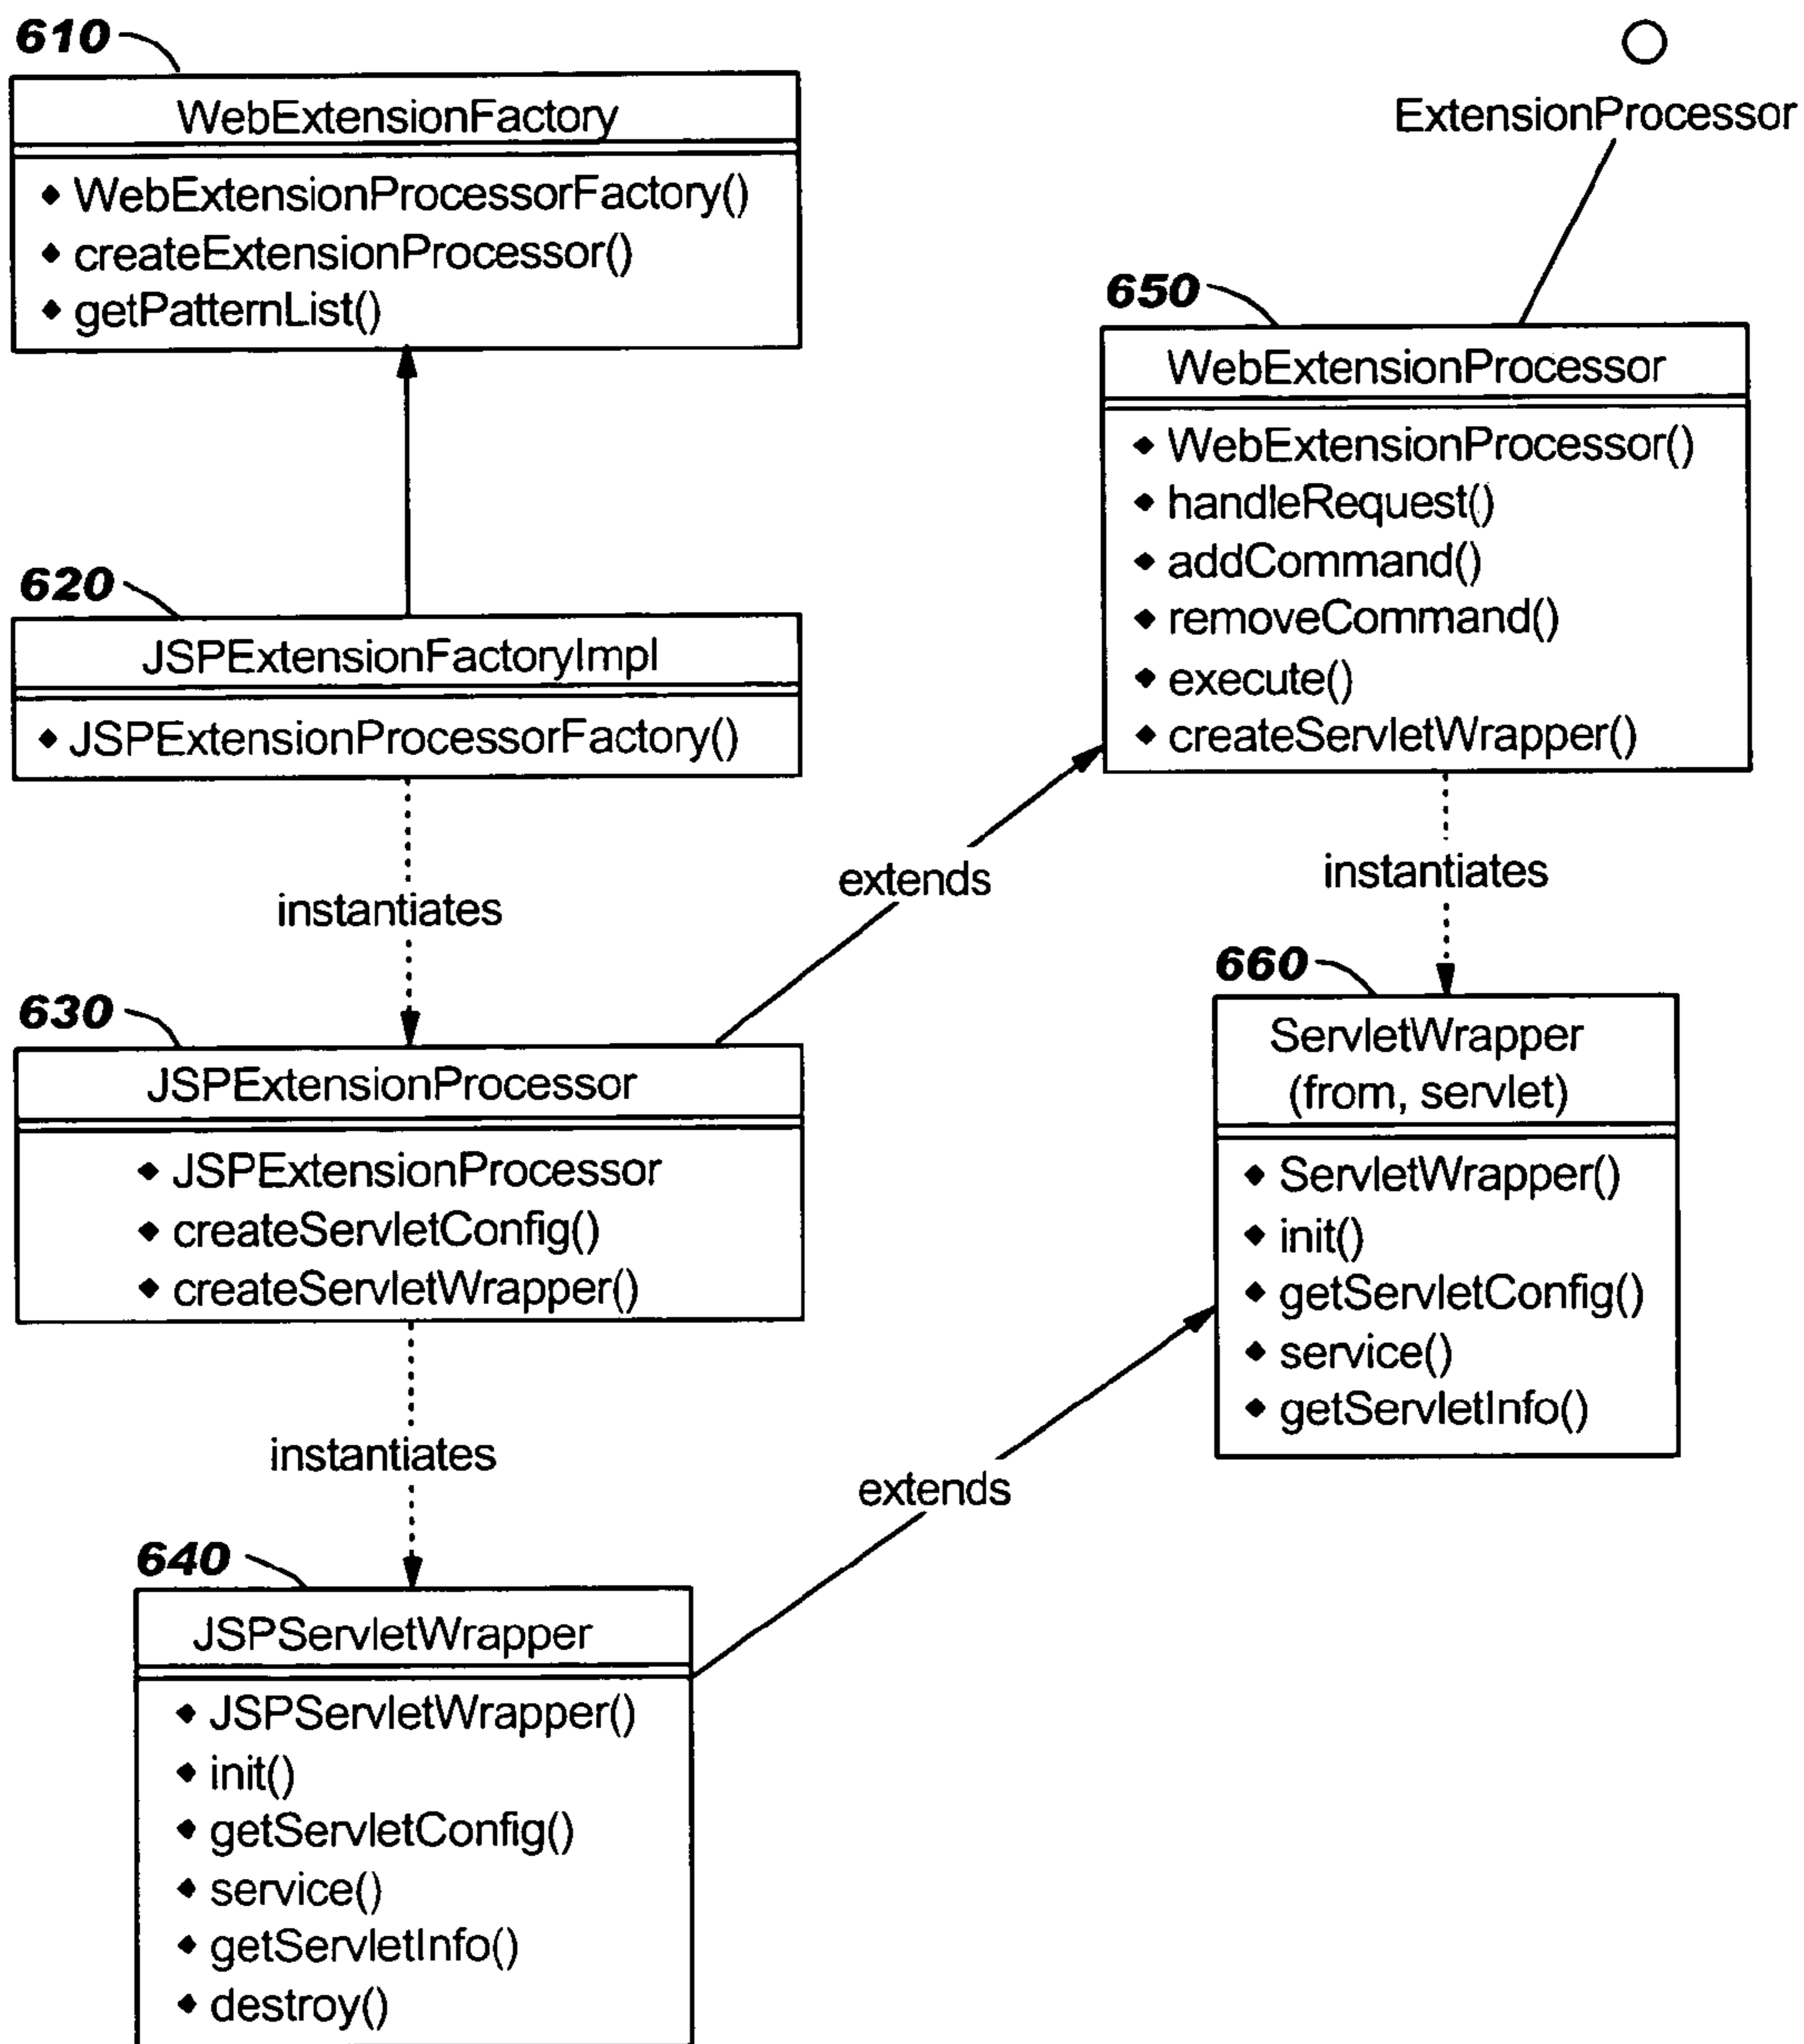 610
WebExtensionFactory
WebExtensionProcessorFactory()
createExtensionProcessor()
getPatternList()
ExtensionProcessor
650
WebExtensionProcessor
WebExtensionProcessor()
handleRequest()
addCommand()
removeCommand()
execute()
createServletWrapper()
620
JSPExtensionFactoryImpl
JSPExtensionProcessorFactory()
instantiates
extends
instantiates
630
JSPExtensionProcessor
JSPExtensionProcessor
createServletConfig()
createServletWrapper()
660
ServletWrapper
(from, servlet)
ServletWrapper()
init()
getServletConfig()
service()
getServletInfo()
instantiates
extends
640
JSPServletWrapper
JSPServletWrapper()
init()
getServletConfig()
service()
getServletInfo()
destroy()